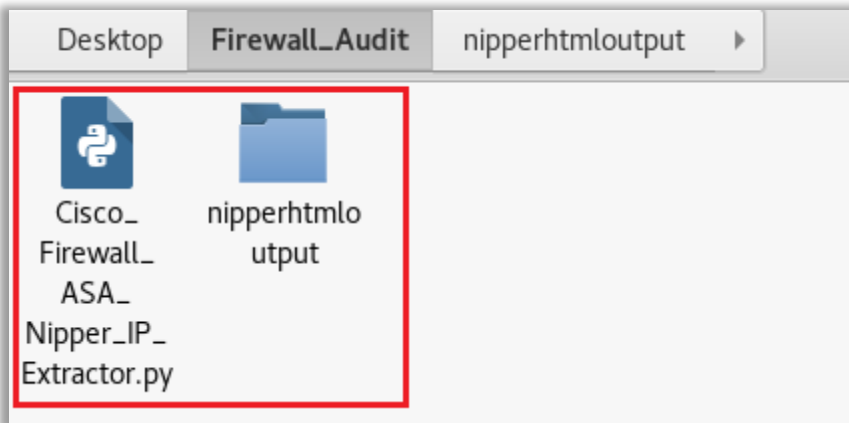 Desktop Firewall_Audit nipperhtmloutput
Cisco_
Firewall_
ASA_
Nipper_IP_
Extractor.py
nipperhtmlo
utput